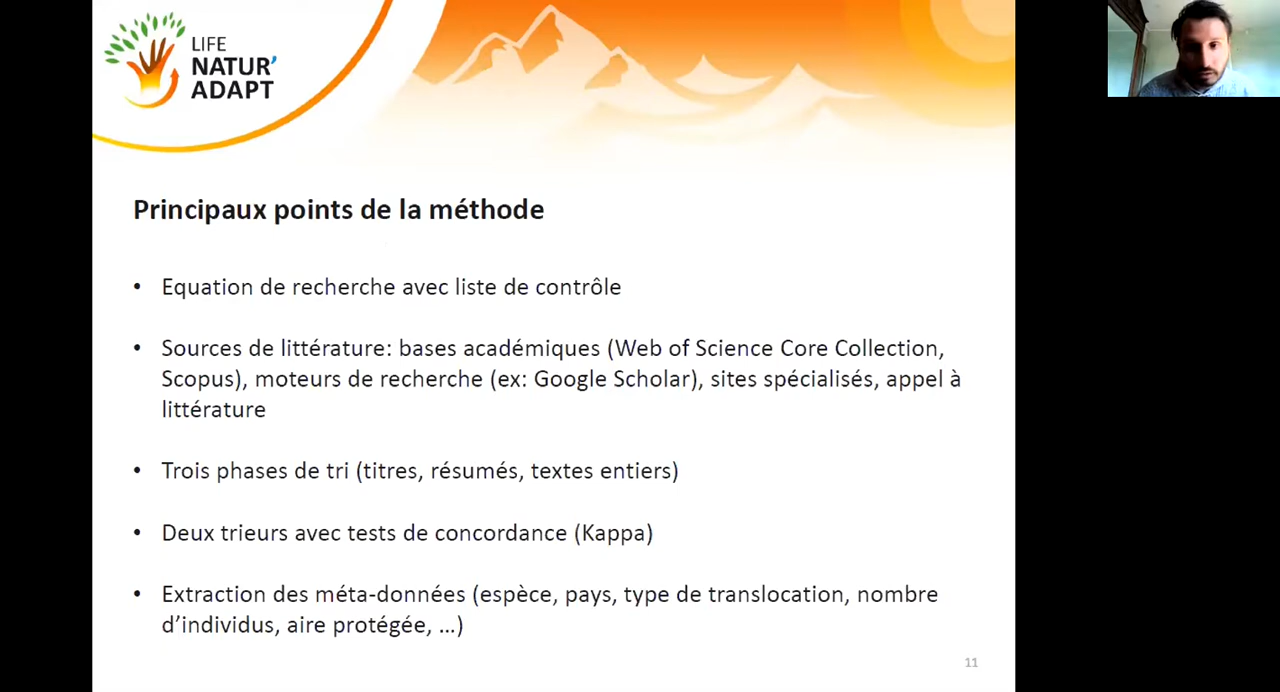 LIFE
NATUR'
ADAPT
Principaux points de la méthode
• Equation de recherche avec liste de contrôle
• Sources de littérature: bases académiques (Web of Science Core Collection,
Scopus), moteurs de recherche (ex: Google Scholar), sites spécialisés, appel à
littérature
• Trois phases de tri (titres, résumés, textes entiers)
• Deux trieurs avec tests de concordance (Kappa)
• Extraction des méta-données (espèce, pays, type de translocation, nombre
d’individus, aire protégée, …)
11